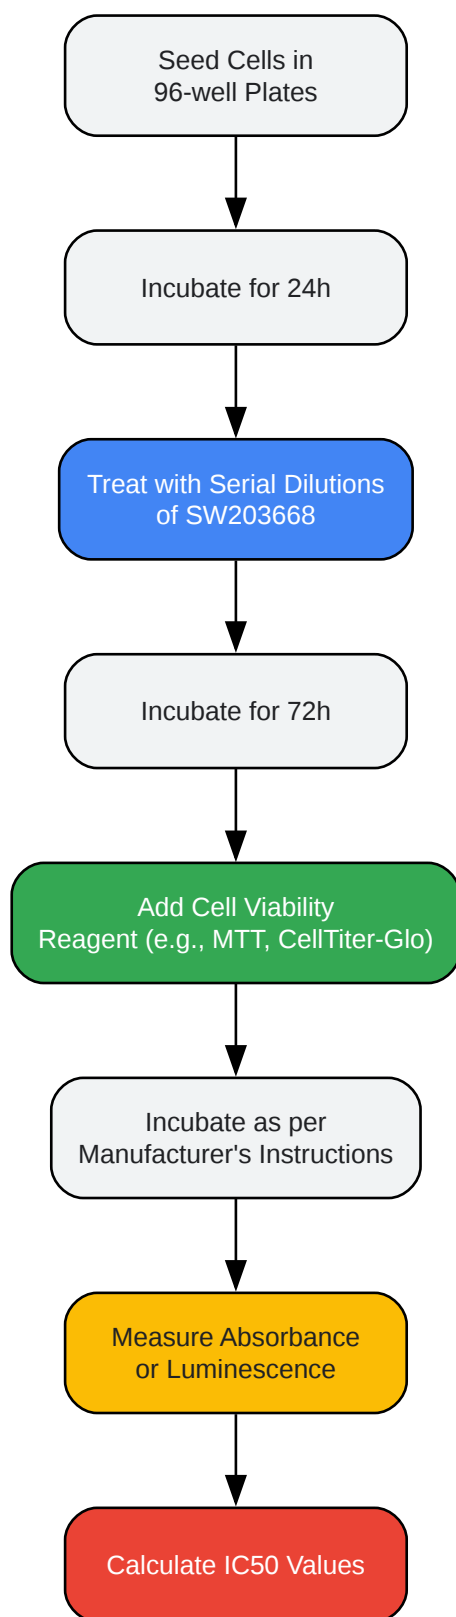 Seed Cells in
96-well Plates
Incubate for 24h
Treat with Serial Dilutions
of SW203668
Incubate for 72h
Add Cell Viability
Reagent (e.g., MTT, CellTiter-Glo)
Incubate as per
Manufacturer's Instructions
Measure Absorbance
or Luminescence
Calculate IC50 Values